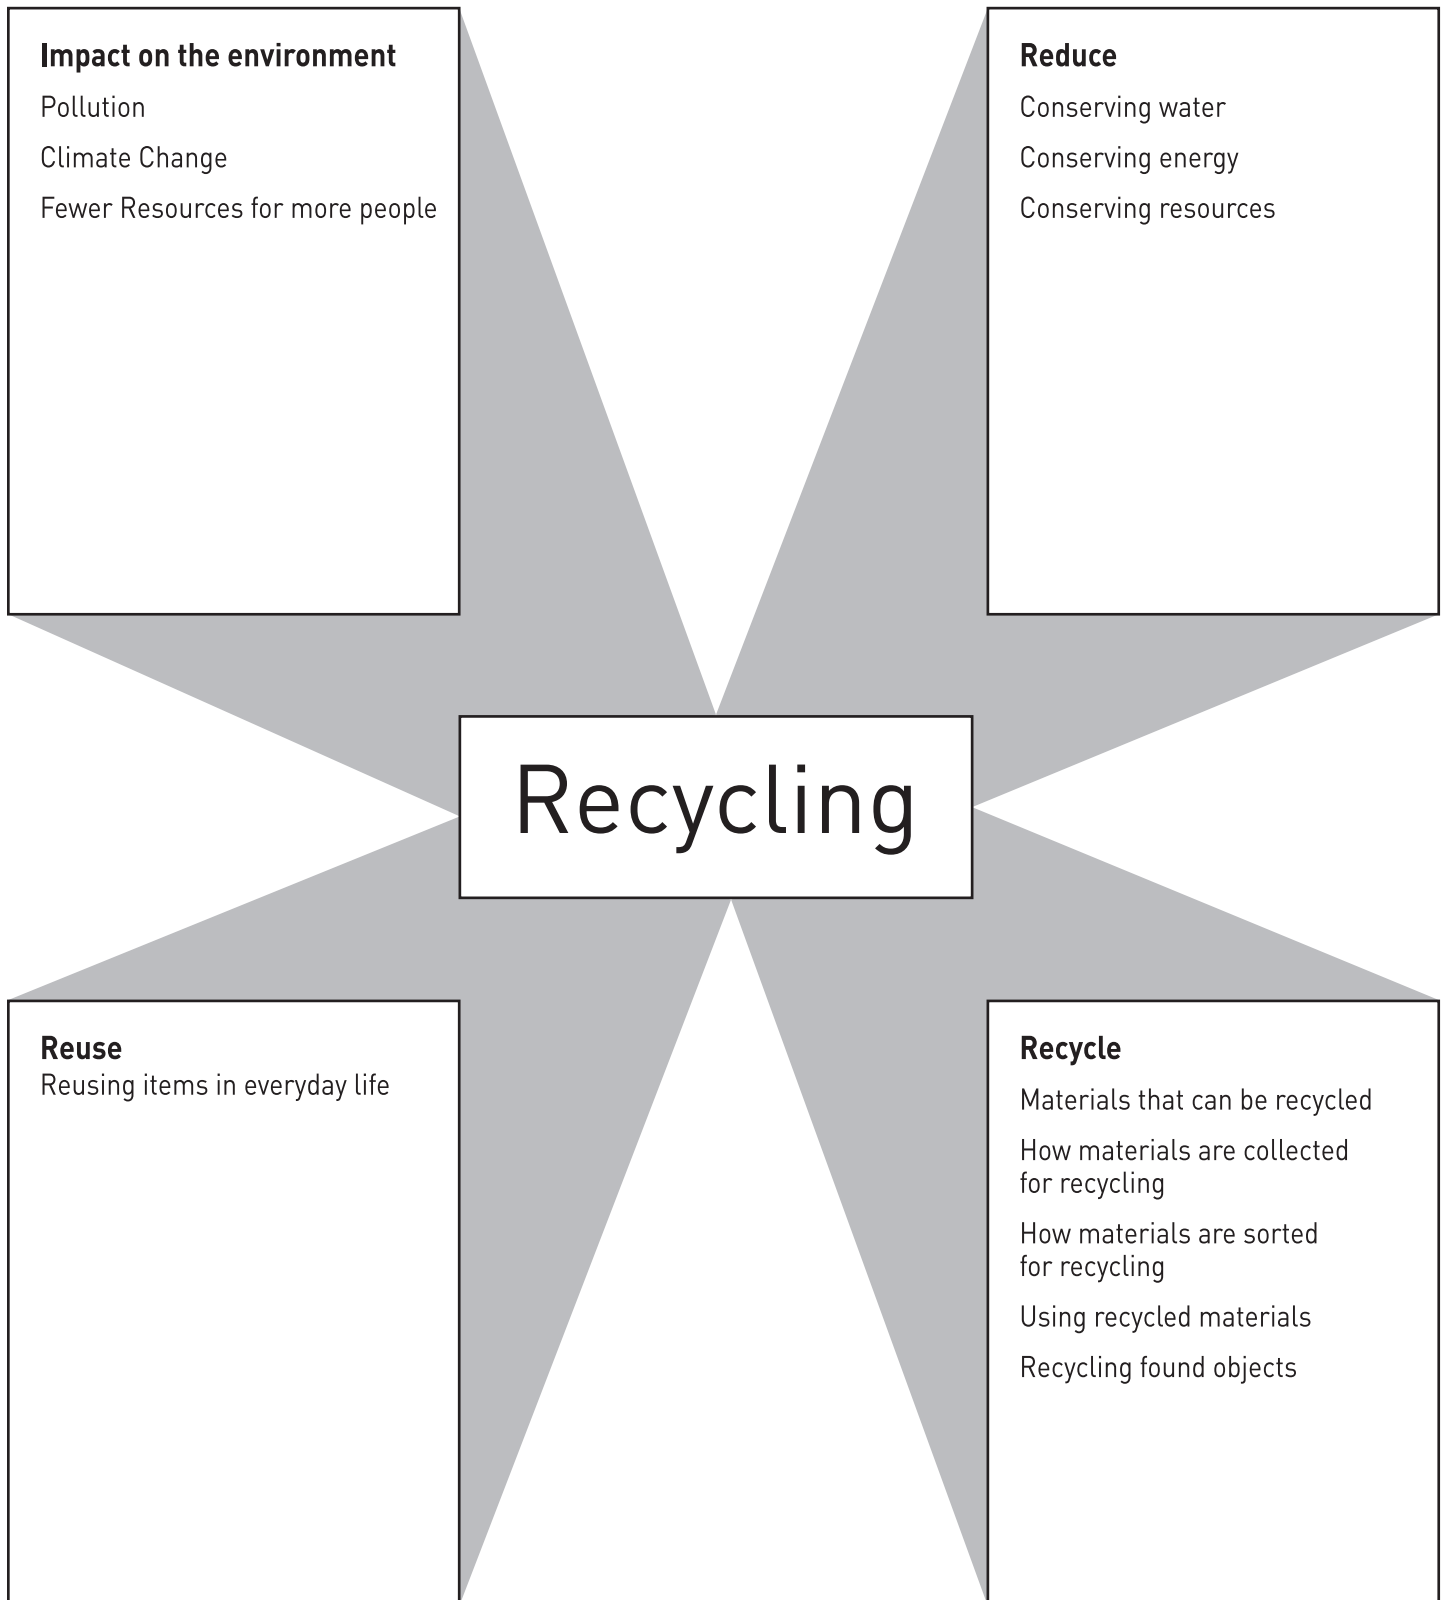 Impact on the environment
Pollution
Climate Change
Fewer Resources for more people
Reduce
Conserving water
Conserving energy
Conserving resources
Recycling
Reuse
Reusing items in everyday life
Recycle
Materials that can be recycled
How materials are collected
for recycling
How materials are sorted
for recycling
Using recycled materials
Recycling found objects